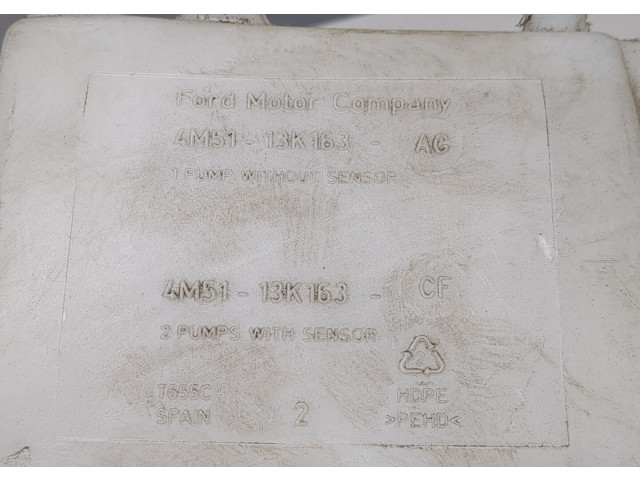 Ford Motor Company
4M51 - 13K163 - AG
1 PUMP WITHOUT SENSOR
4M51 - 13K163 - CF
2 PUMPS WITH SENSOR
T655C
SPAIN 2
HDPE
>PEHD<